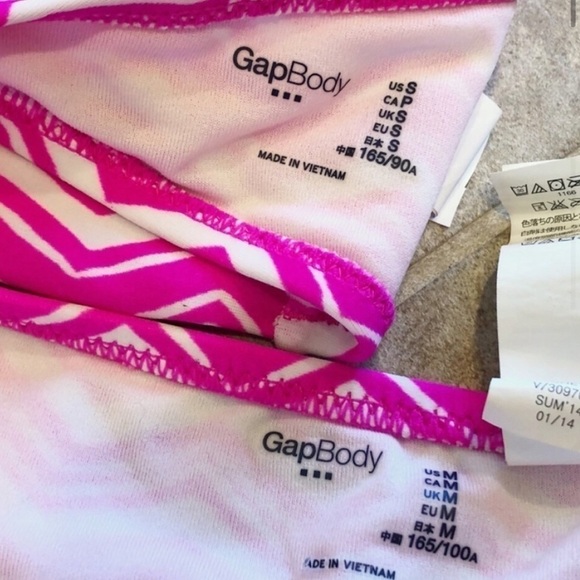 GapBody
US S
CA P
UK S
EU S
日本 S
中国 165/90A
MADE IN VIETNAM
1166
色落ちの原因と
V/3097
SUM'14
01/14
GapBody
US M
CA M
UK M
EU M
日本 M
中国 165/100A
ADE IN VIETNAM